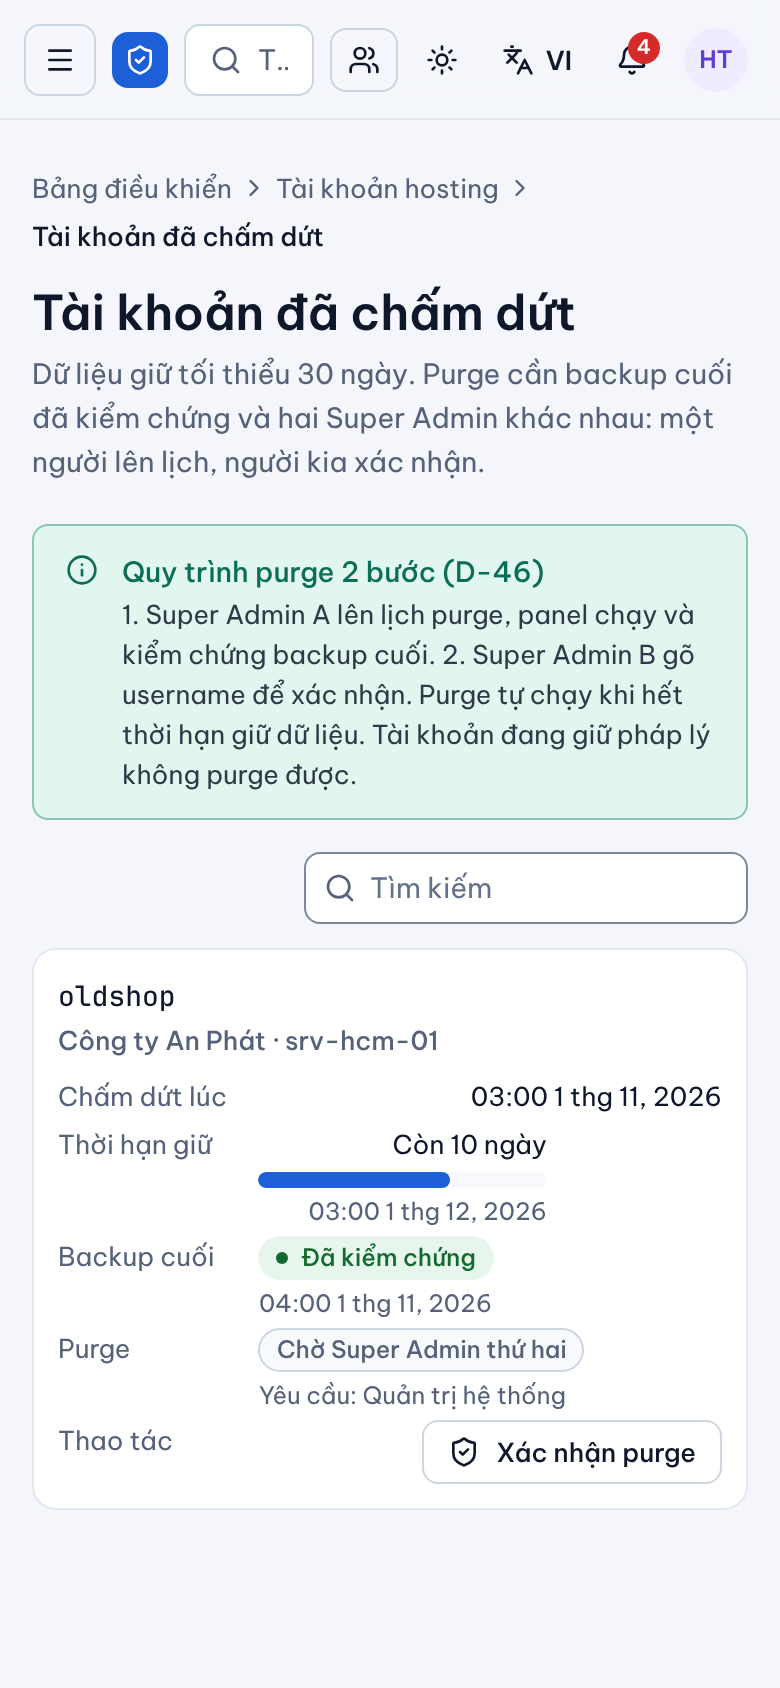 T..
VI
4
HT
Bảng điều khiển > Tài khoản hosting >
Tài khoản đã chấm dứt
Tài khoản đã chấm dứt
Dữ liệu giữ tối thiểu 30 ngày. Purge cần backup cuối
đã kiểm chứng và hai Super Admin khác nhau: một
người lên lịch, người kia xác nhận.
Quy trình purge 2 bước (D-46)
1. Super Admin A lên lịch purge, panel chạy và
kiểm chứng backup cuối. 2. Super Admin B gõ
username để xác nhận. Purge tự chạy khi hết
thời hạn giữ dữ liệu. Tài khoản đang giữ pháp lý
không purge được.
Tìm kiếm
oldshop
Công ty An Phát · srv-hcm-01
Chấm dứt lúc 03:00 1 thg 11, 2026
Thời hạn giữ Còn 10 ngày
03:00 1 thg 12, 2026
Backup cuối Đã kiểm chứng
04:00 1 thg 11, 2026
Purge Chờ Super Admin thứ hai
Yêu cầu: Quản trị hệ thống
Thao tác Xác nhận purge